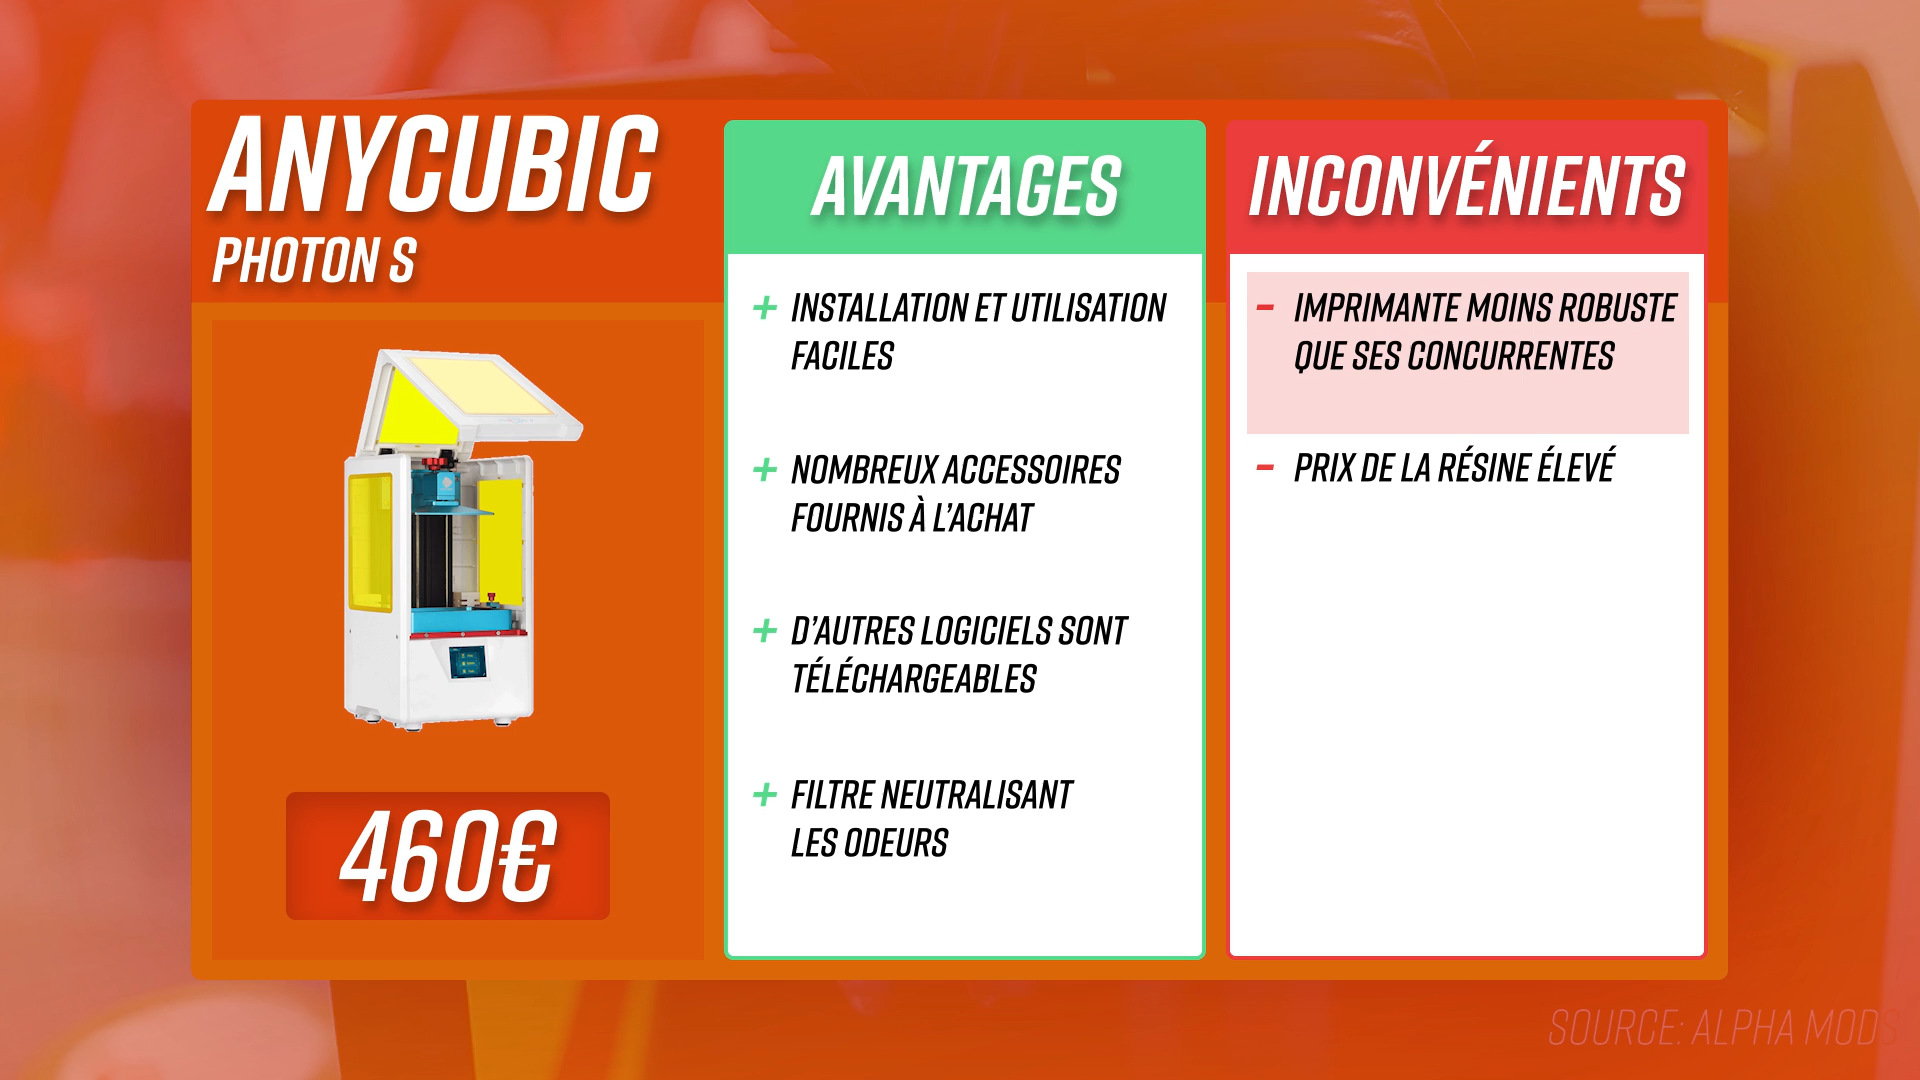 ANYCUBIC
PHOTON S
460€
AVANTAGES
+ INSTALLATION ET UTILISATION
FACILES
+ NOMBREUX ACCESSOIRES
FOURNIS À L'ACHAT
+ D'AUTRES LOGICIELS SONT
TÉLÉCHARGEABLES
+ FILTRE NEUTRALISANT
LES ODEURS
INCONVÉNIENTS
- IMPRIMANTE MOINS ROBUSTE
QUE SES CONCURRENTES
- PRIX DE LA RÉSINE ÉLEVÉ
SOURCE: ALPHA MODS